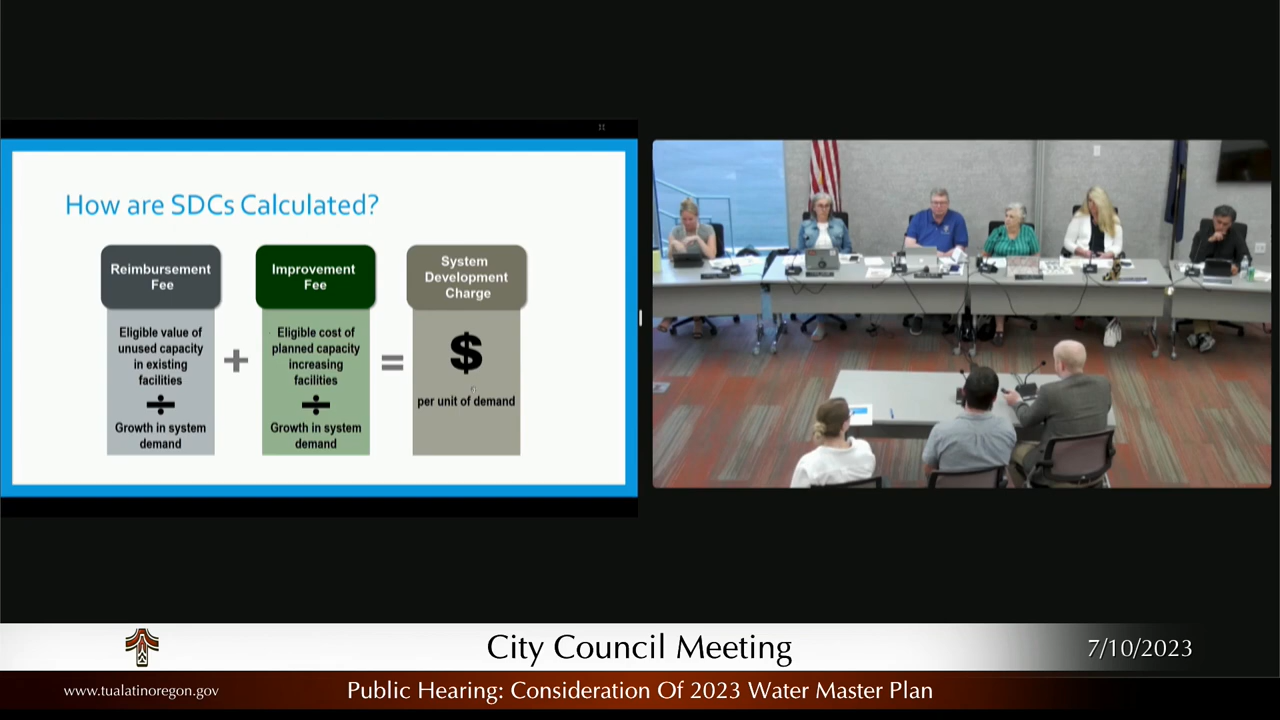 How are SDCs Calculated?
Reimbursement
Fee
Eligible value of
unused capacity
in existing
facilities
÷
Growth in system
demand
+
Improvement
Fee
Eligible cost of
planned capacity
increasing
facilities
÷
Growth in system
demand
=
System
Development
Charge
$
per unit of demand
City Council Meeting
7/10/2023
www.tualatinoregon.gov
Public Hearing: Consideration Of 2023 Water Master Plan